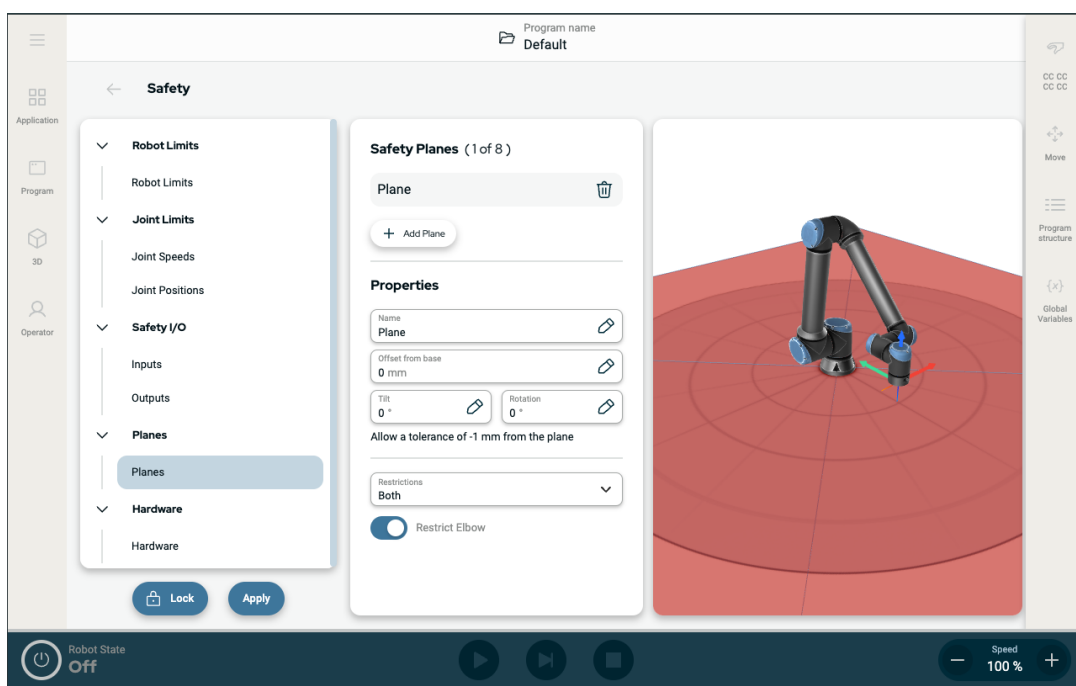 Program name
Default
Application
Program
3D
Operator
Safety
Robot Limits
Robot Limits
Joint Limits
Joint Speeds
Joint Positions
Safety I/O
Inputs
Outputs
Planes
Planes
Hardware
Hardware
Lock
Apply
Safety Planes (1 of 8)
Plane
+ Add Plane
Properties
Name
Plane
Offset from base
0 mm
Tilt
0 °
Rotation
0 °
Allow a tolerance of -1 mm from the plane
Restrictions
Both
Restrict Elbow
CC CC
CC CC
Move
Program
structure
{x}
Global
Variables
Robot State
Off
Speed
100 %